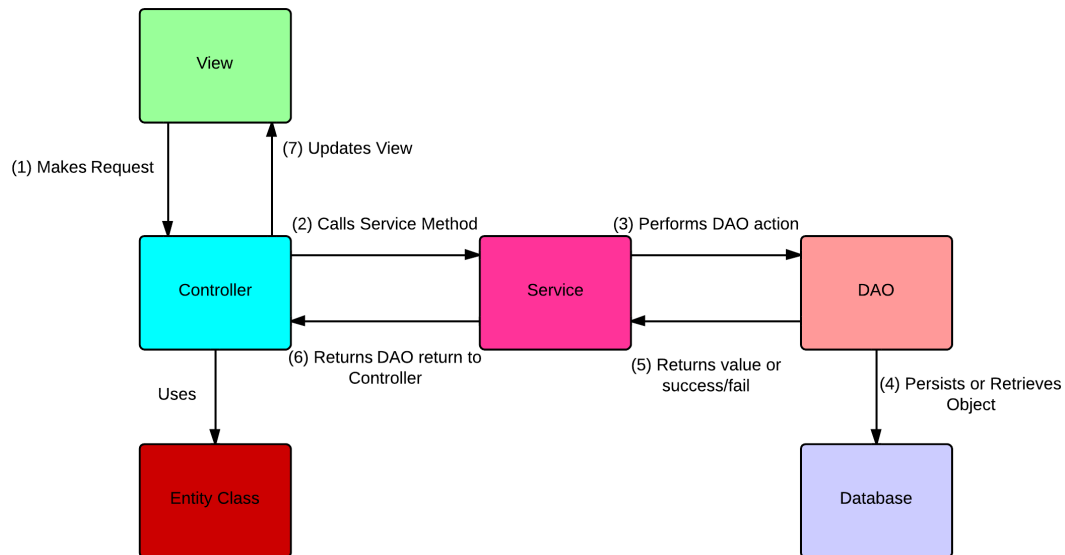 View
(1) Makes Request
(7) Updates View
(2) Calls Service Method
(3) Performs DAO action
Controller
Service
DAO
(6) Returns DAO return to
Controller
(5) Returns value or
success/fail
Uses
(4) Persists or Retrieves
Object
Entity Class
Database